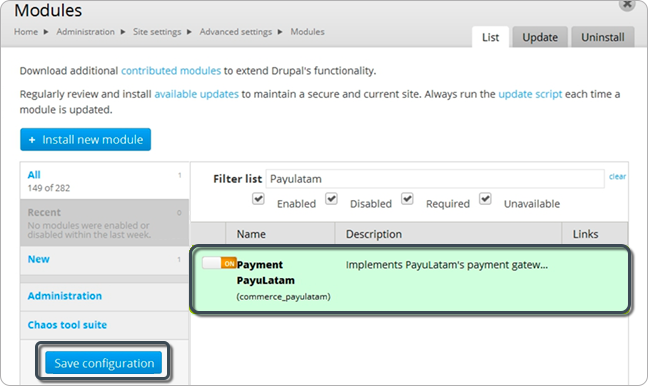 Modules
Home ▸ Administration ▸ Site settings ▸ Advanced settings ▸ Modules
List Update Uninstall
Download additional contributed modules to extend Drupal's functionality.
Regularly review and install available updates to maintain a secure and current site. Always run the update script each time a
module is updated.
+ Install new module
All 1
149 of 282
Recent 0
No modules were enabled or
disabled within the last week.
New 1
Administration
Chaos tool suite
Save configuration
Filter list Payulatam clear
Enabled Disabled Required Unavailable
Name Description Links
ON Payment Implements PayuLatam's payment gatew...
PayuLatam
(commerce_payulatam)